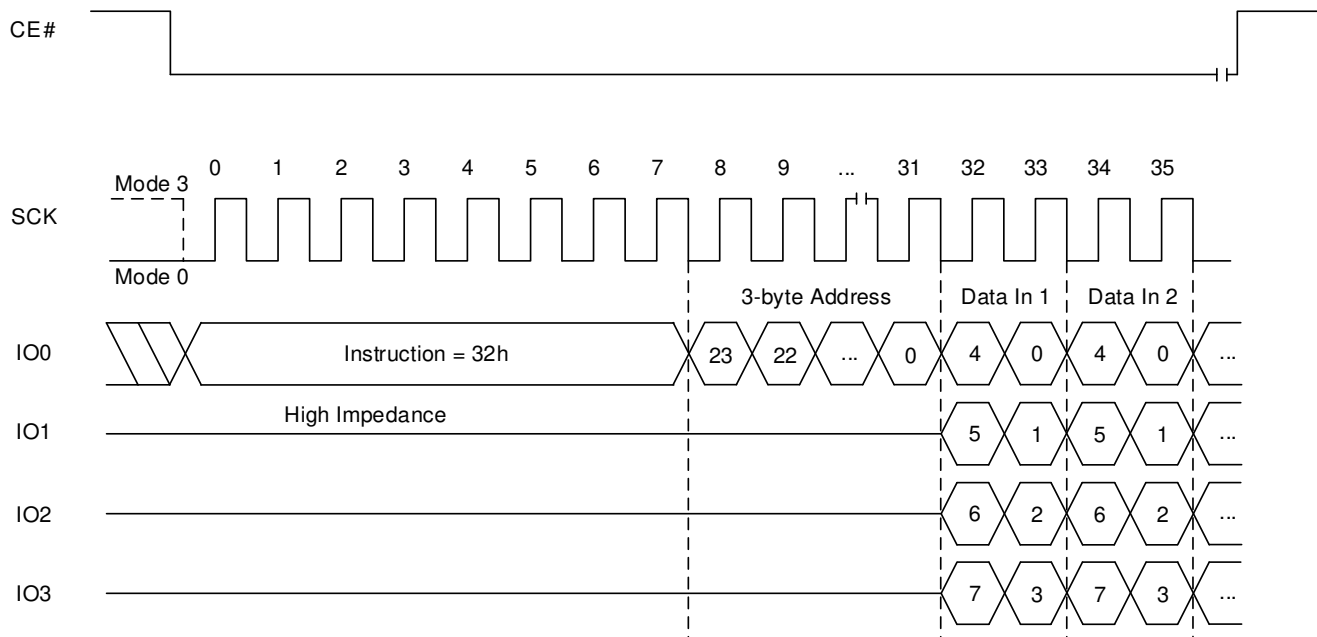 CE#
0 1 2 3 4 5 6 7 8 9 ... 31 32 33 34 35
Mode 3
SCK
Mode 0
3-byte Address Data In 1 Data In 2
IO0 Instruction = 32h 23 22 ... 0 4 0 4 0 ...
High Impedance
IO1 5 1 5 1 ...
IO2 6 2 6 2 ...
IO3 7 3 7 3 ...